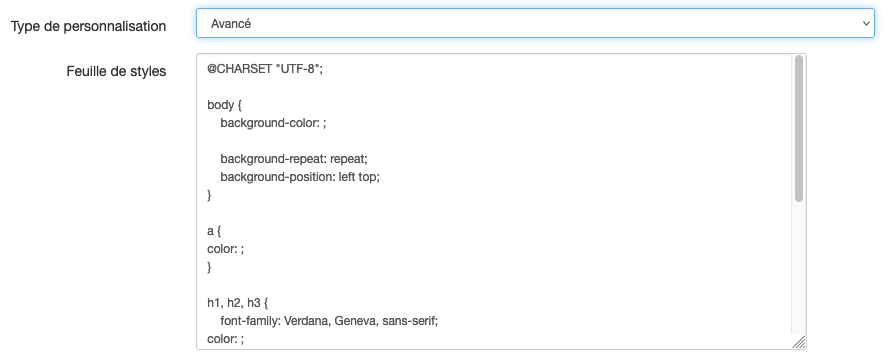 Type de personnalisation
Avancé
Feuille de styles
@CHARSET "UTF-8";
body {
background-color: ;
background-repeat: repeat;
background-position: left top;
}
a {
color: ;
}
h1, h2, h3 {
font-family: Verdana, Geneva, sans-serif;
color: ;